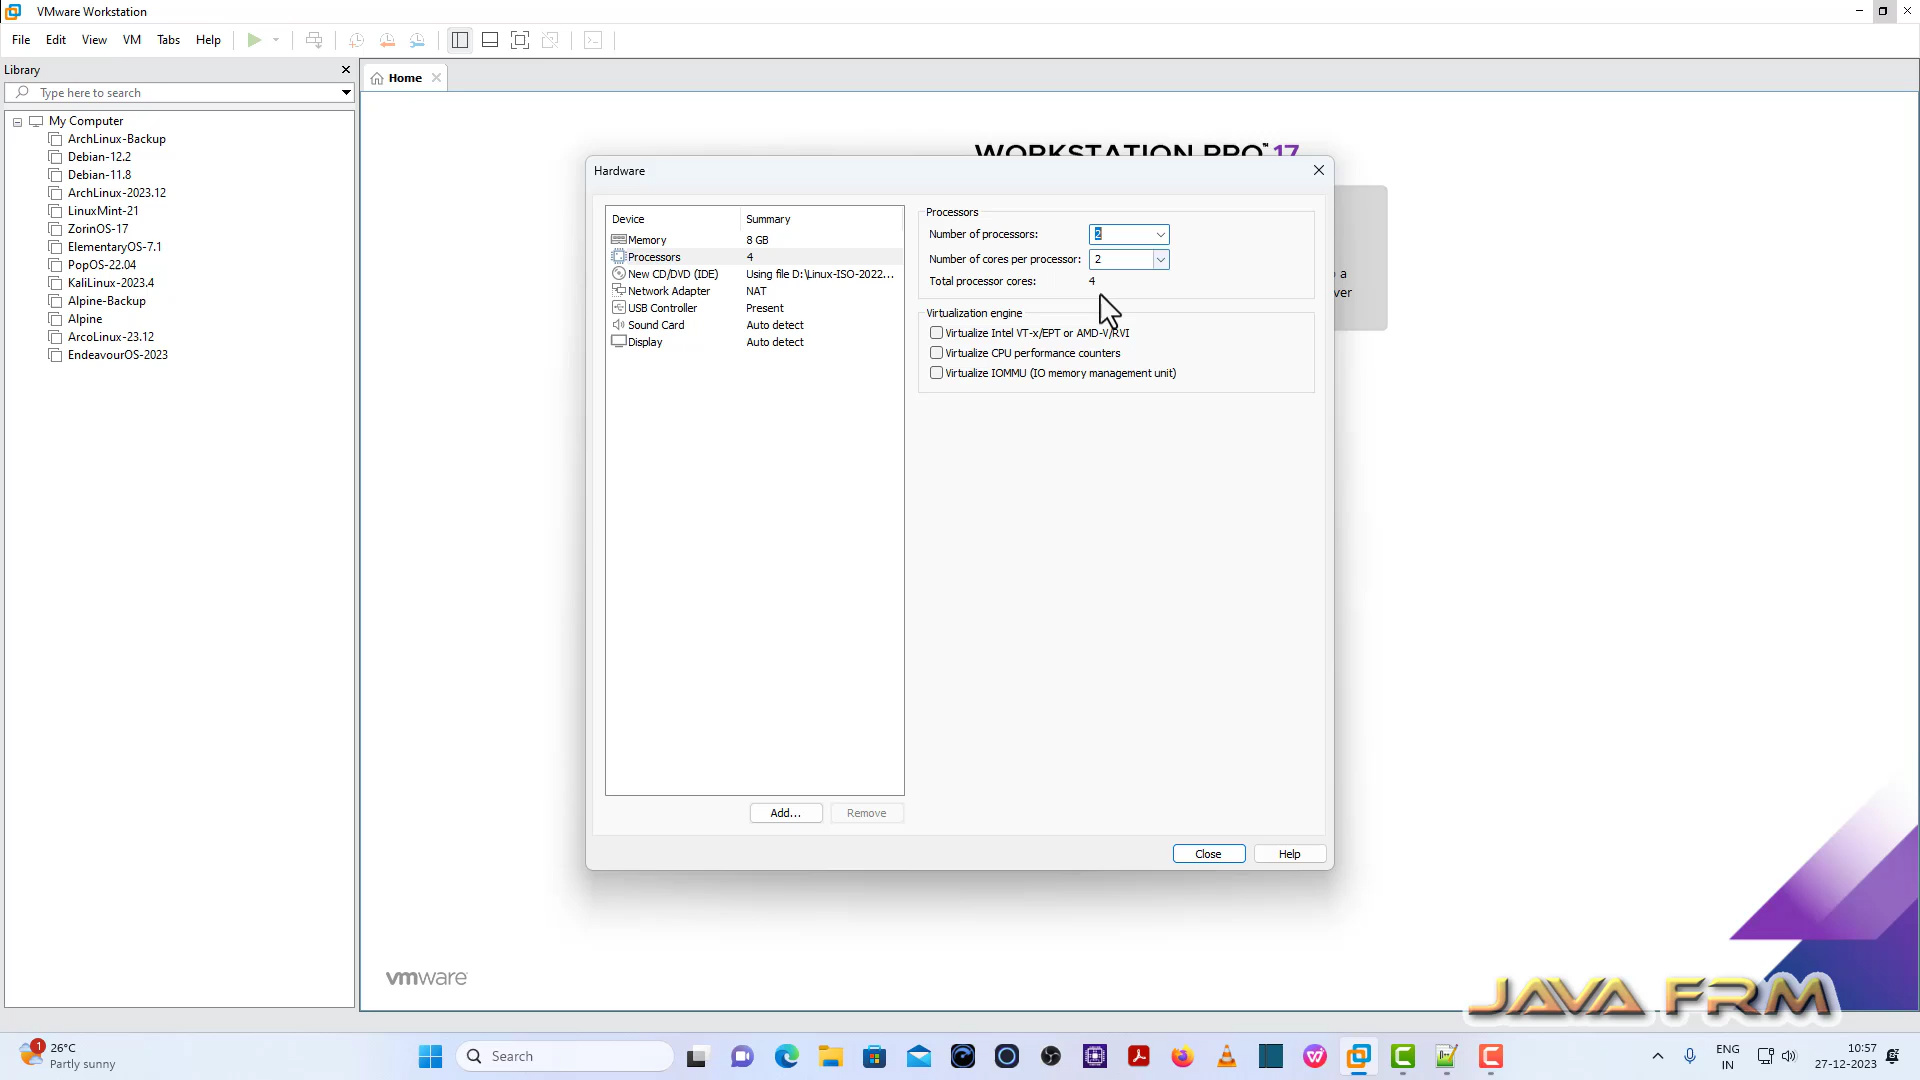 VMware Workstation
File Edit View VM Tabs Help
Library
Type here to search
My Computer
ArchLinux-Backup
Debian-12.2
Debian-11.8
ArchLinux-2023.12
LinuxMint-21
ZorinOS-17
ElementaryOS-7.1
PopOS-22.04
KaliLinux-2023.4
Alpine-Backup
Alpine
ArcoLinux-23.12
EndeavourOS-2023
Home
WORKSTATION PRO™ 17
Hardware
Device Summary
Memory 8 GB
Processors 4
New CD/DVD (IDE) Using file D:\Linux-ISO-2022...
Network Adapter NAT
USB Controller Present
Sound Card Auto detect
Display Auto detect
Add... Remove
Processors
Number of processors: 2
Number of cores per processor: 2
Total processor cores: 4
Virtualization engine
Virtualize Intel VT-x/EPT or AMD-V/RVI
Virtualize CPU performance counters
Virtualize IOMMU (IO memory management unit)
Close Help
a
ver
vmware
JAVA FRM
1
26°C
Partly sunny
Search
ENG
IN
10:57
27-12-2023